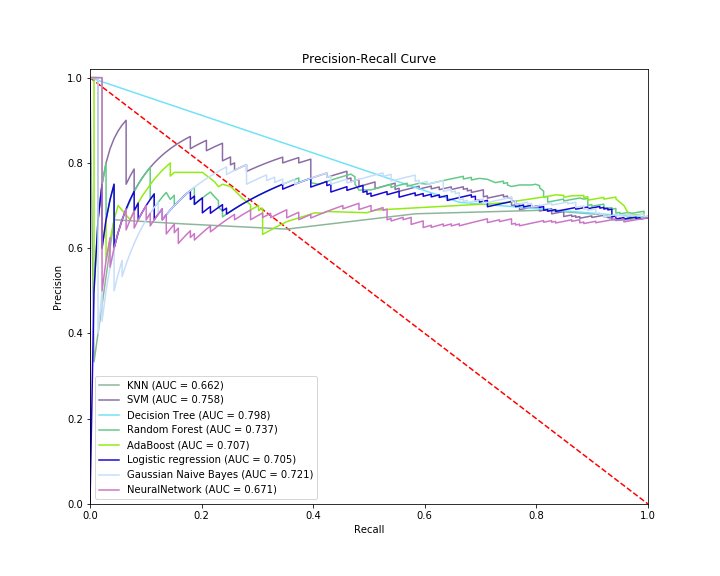 Precision-Recall Curve
Precision
1.0
0.8
0.6
0.4
0.2
0.0
KNN (AUC = 0.662)
SVM (AUC = 0.758)
Decision Tree (AUC = 0.798)
Random Forest (AUC = 0.737)
AdaBoost (AUC = 0.707)
Logistic regression (AUC = 0.705)
Gaussian Naive Bayes (AUC = 0.721)
NeuralNetwork (AUC = 0.671)
0.0 0.2 0.4 0.6 0.8 1.0
Recall